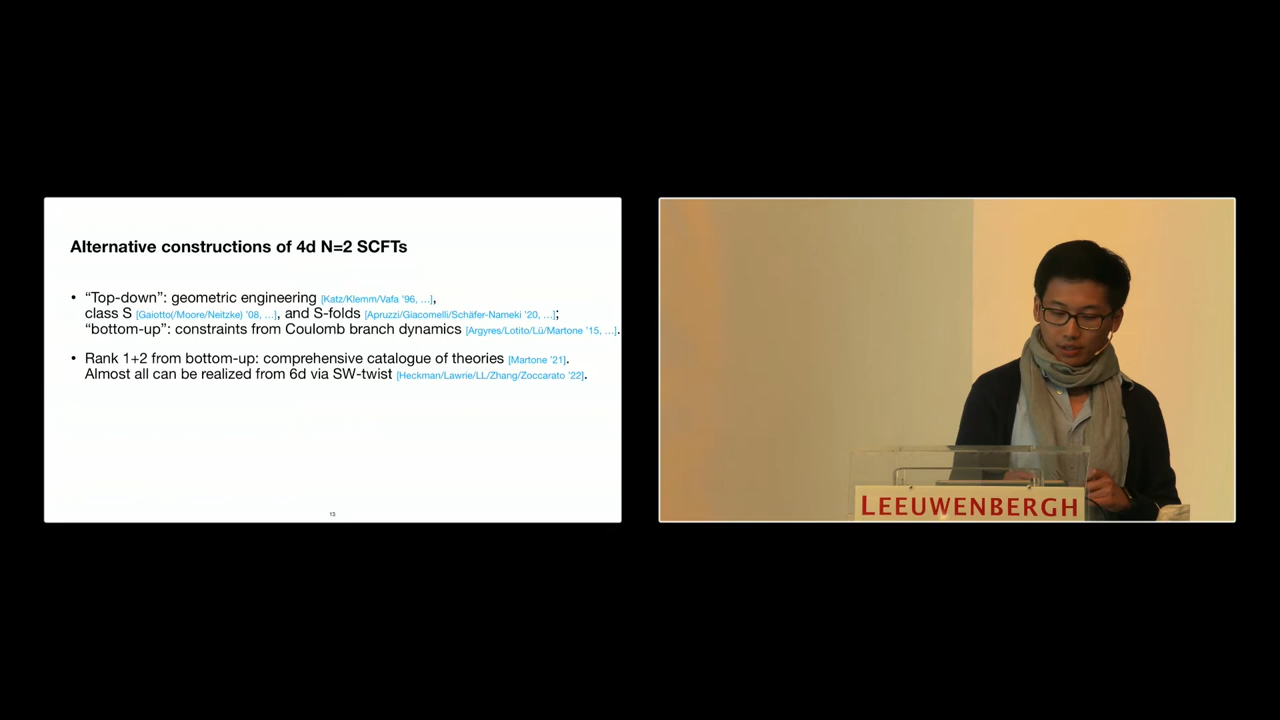 Alternative constructions of 4d N=2 SCFTs
• “Top-down”: geometric engineering [Katz/Klemm/Vafa ’96, …],
class S [Gaiotto(/Moore/Neitzke) ’08, …], and S-folds [Apruzzi/Giacomelli/Schäfer-Nameki ’20, …];
“bottom-up”: constraints from Coulomb branch dynamics [Argyres/Lotito/Lü/Martone ’15, …].
• Rank 1+2 from bottom-up: comprehensive catalogue of theories [Martone ’21].
Almost all can be realized from 6d via SW-twist [Heckman/Lawrie/LL/Zhang/Zoccarato ’22].
13
LEEUWENBERGH